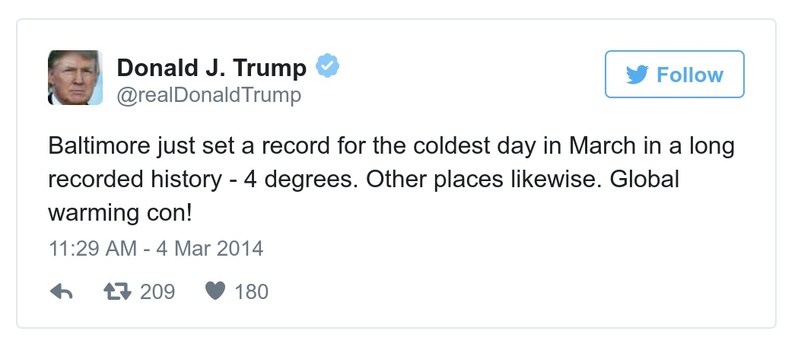 Donald J. Trump
@realDonaldTrump
Follow
Baltimore just set a record for the coldest day in March in a long
recorded history - 4 degrees. Other places likewise. Global
warming con!
11:29 AM - 4 Mar 2014
209 180